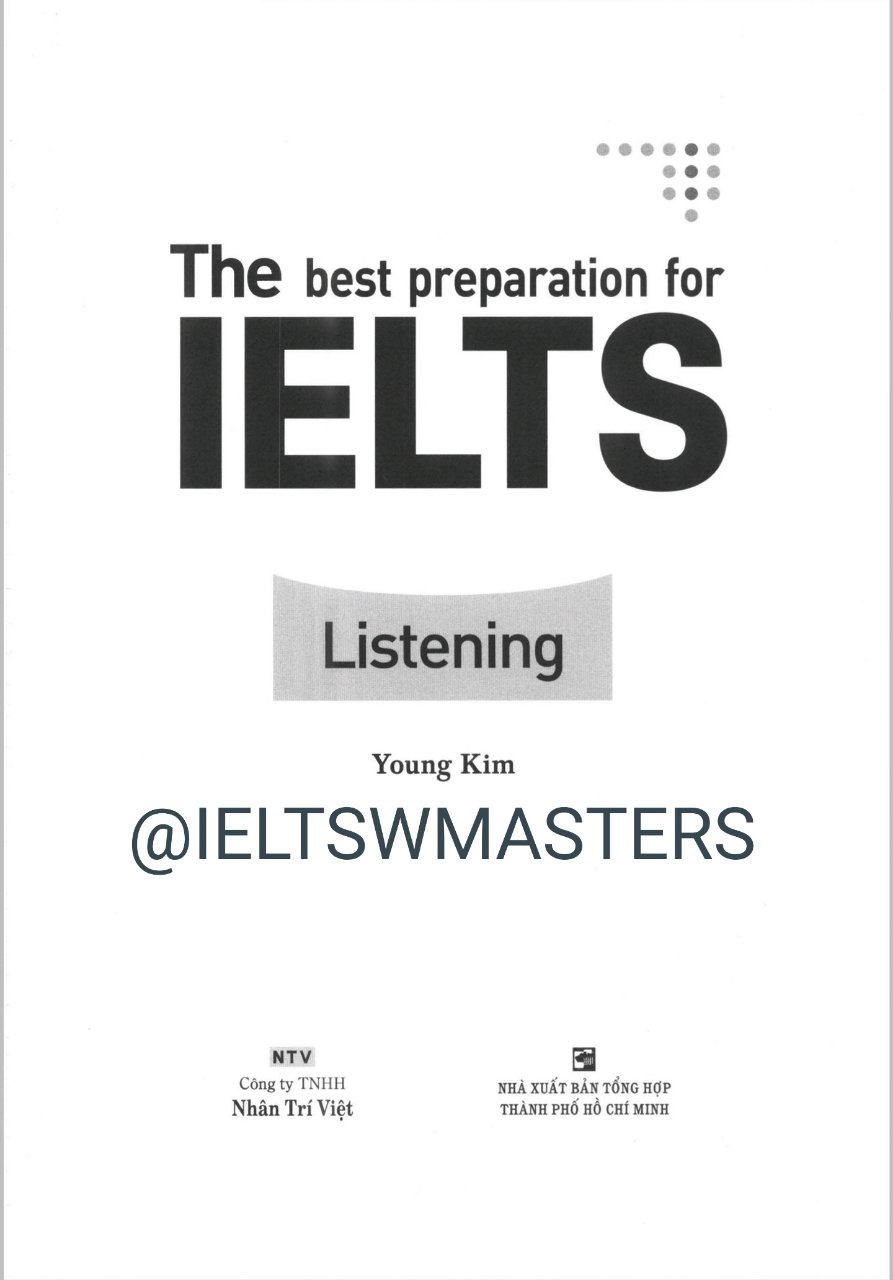 The best preparation for
IELTS
Listening
Young Kim
@IELTSWMASTERS
NTV
Công ty TNHH
Nhân Trí Việt
NHÀ XUẤT BẢN TỔNG HỢP
THÀNH PHỐ HỒ CHÍ MINH